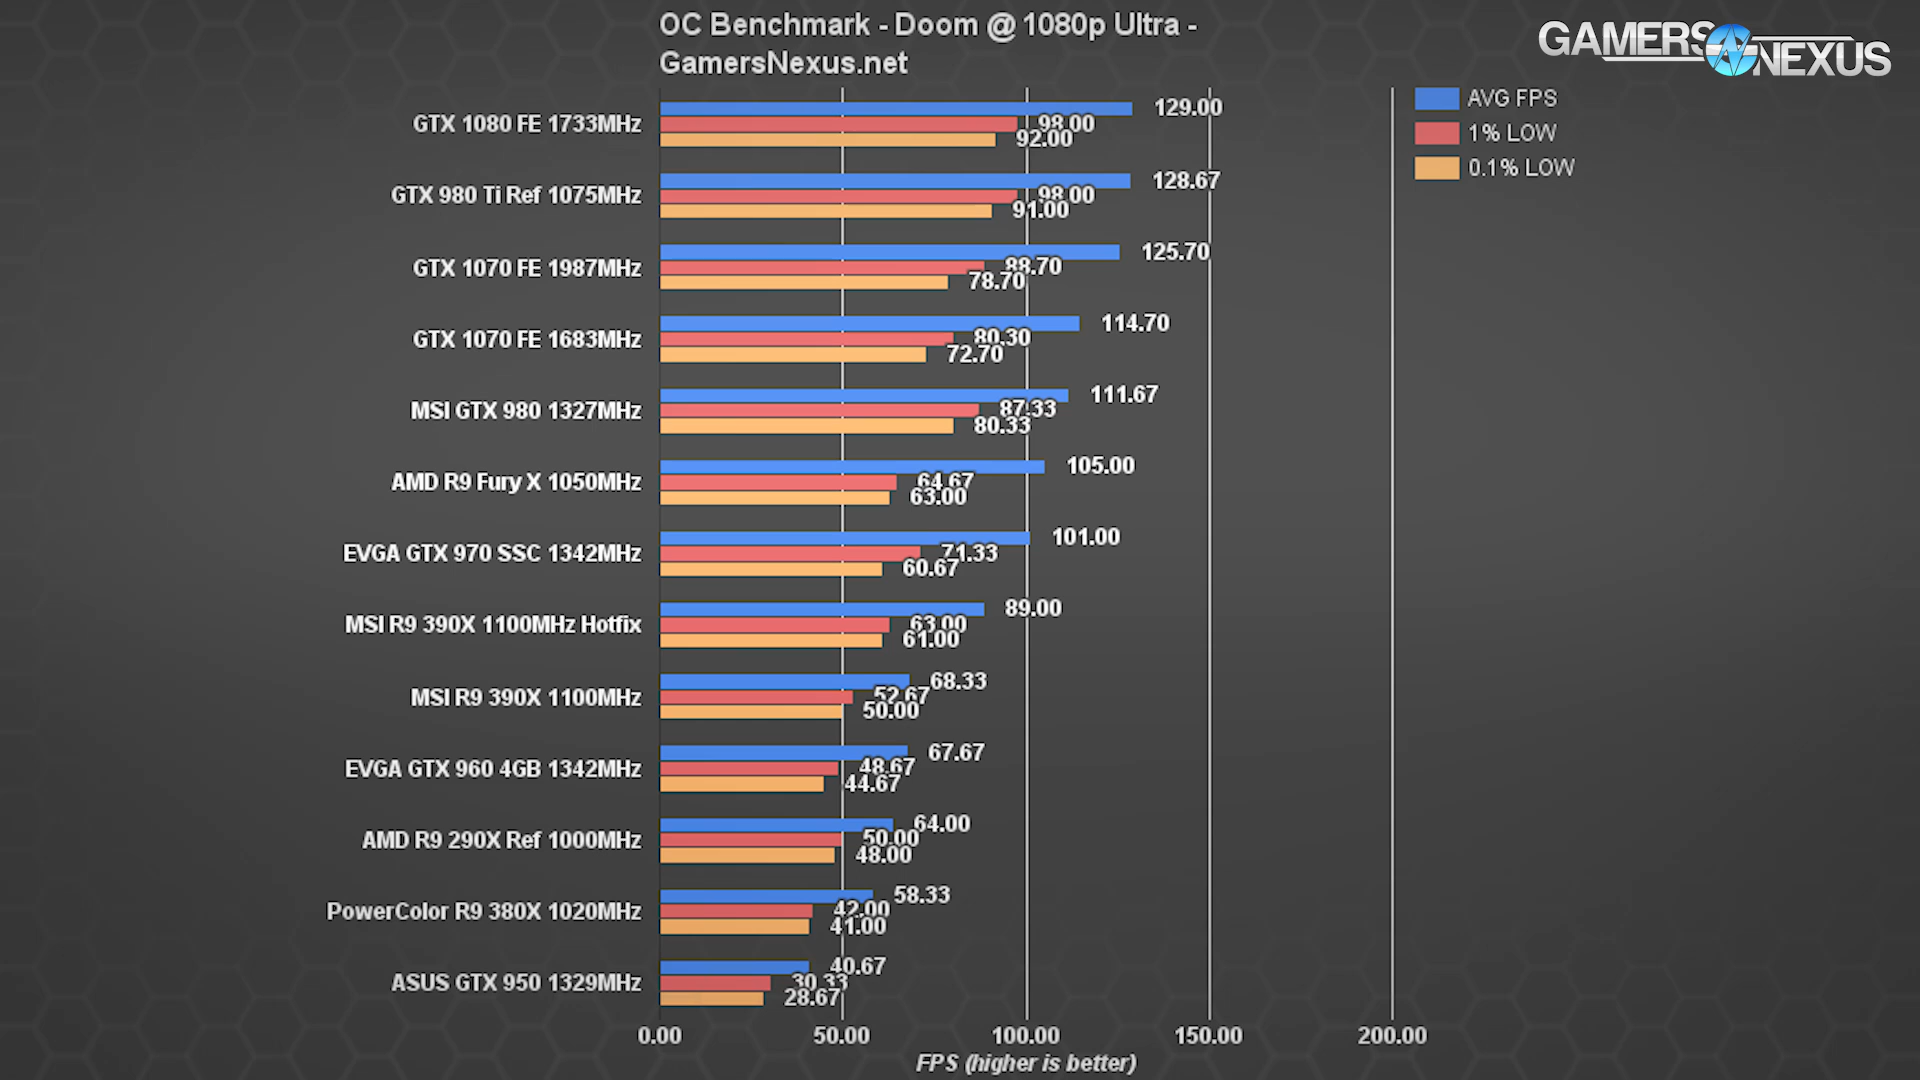 OC Benchmark - Doom @ 1080p Ultra -
GamersNexus.net
GAMERS NEXUS
AVG FPS
1% LOW
0.1% LOW
GTX 1080 FE 1733MHz
129.00
98.00
92.00
GTX 980 Ti Ref 1075MHz
128.67
98.00
91.00
GTX 1070 FE 1987MHz
125.70
88.70
78.70
GTX 1070 FE 1683MHz
114.70
80.30
72.70
MSI GTX 980 1327MHz
111.67
87.33
80.33
AMD R9 Fury X 1050MHz
105.00
64.67
63.00
EVGA GTX 970 SSC 1342MHz
101.00
71.33
60.67
MSI R9 390X 1100MHz Hotfix
89.00
63.00
61.00
MSI R9 390X 1100MHz
68.33
52.67
50.00
EVGA GTX 960 4GB 1342MHz
67.67
48.67
44.67
AMD R9 290X Ref 1000MHz
64.00
50.00
48.00
PowerColor R9 380X 1020MHz
58.33
42.00
41.00
ASUS GTX 950 1329MHz
40.67
30.33
28.67
0.00 50.00 100.00 150.00 200.00
FPS (higher is better)